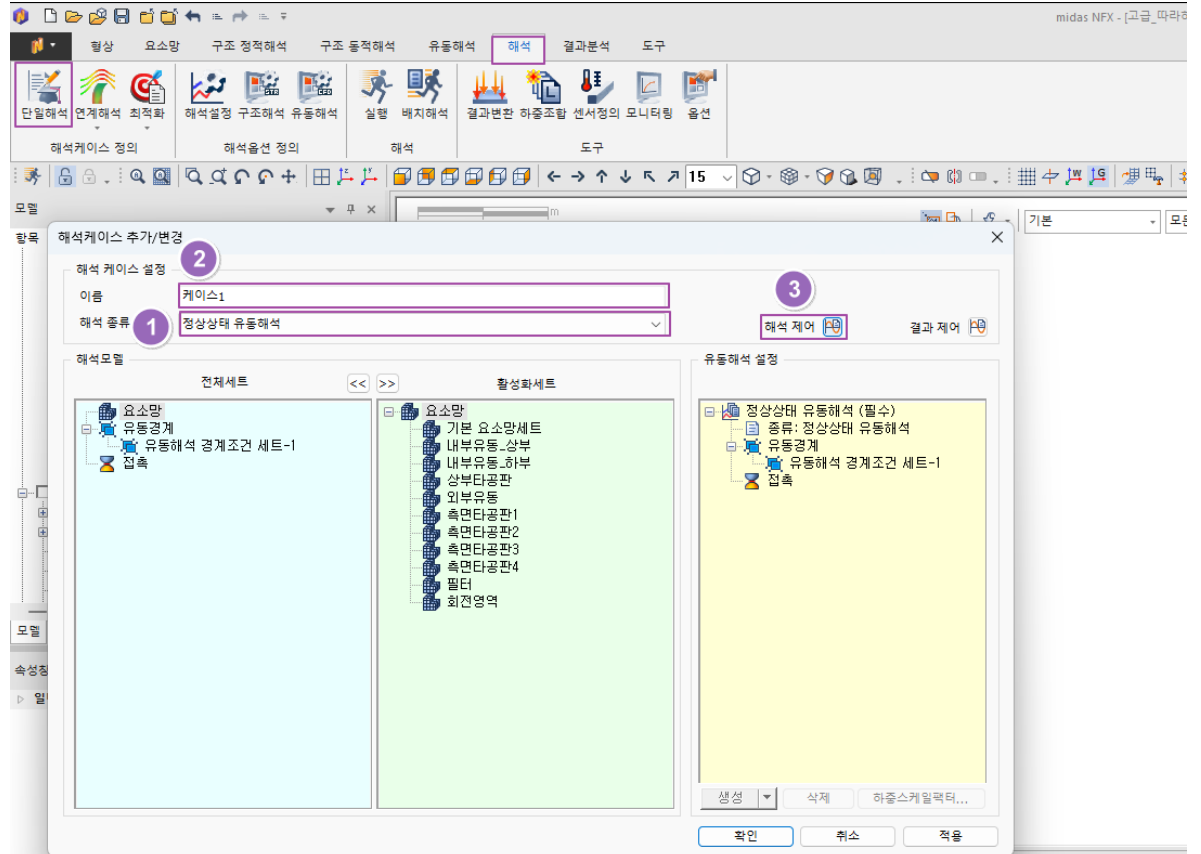 midas NFX - [고급_따라하
형상 요소망 구조 정적해석 구조 동적해석 유동해석 해석 결과분석 도구
단일해석 연계해석 최적화 해석설정 구조해석 유동해석 실행 배치해석 결과변환 하중조합 센서정의 모니터링 옵션
해석케이스 정의 해석옵션 정의 해석 도구
15
모델
m
기본
항목
해석케이스 추가/변경
해석 케이스 설정
2
이름 케이스1
3
해석 종류 1 정상상태 유동해석
해석 제어 결과 제어
해석모델 유동해석 설정
전체세트 << >> 활성화세트
요소망
유동경계
유동해석 경계조건 세트-1
접촉
요소망
기본 요소망세트
내부유동_상부
내부유동_하부
상부타공판
외부유동
측면타공판1
측면타공판2
측면타공판3
측면타공판4
필터
회전영역
정상상태 유동해석 (필수)
종류: 정상상태 유동해석
유동경계
유동해석 경계조건 세트-1
접촉
모델
속성창
일
생성 삭제 하중스케일팩터,,,
확인 취소 적용